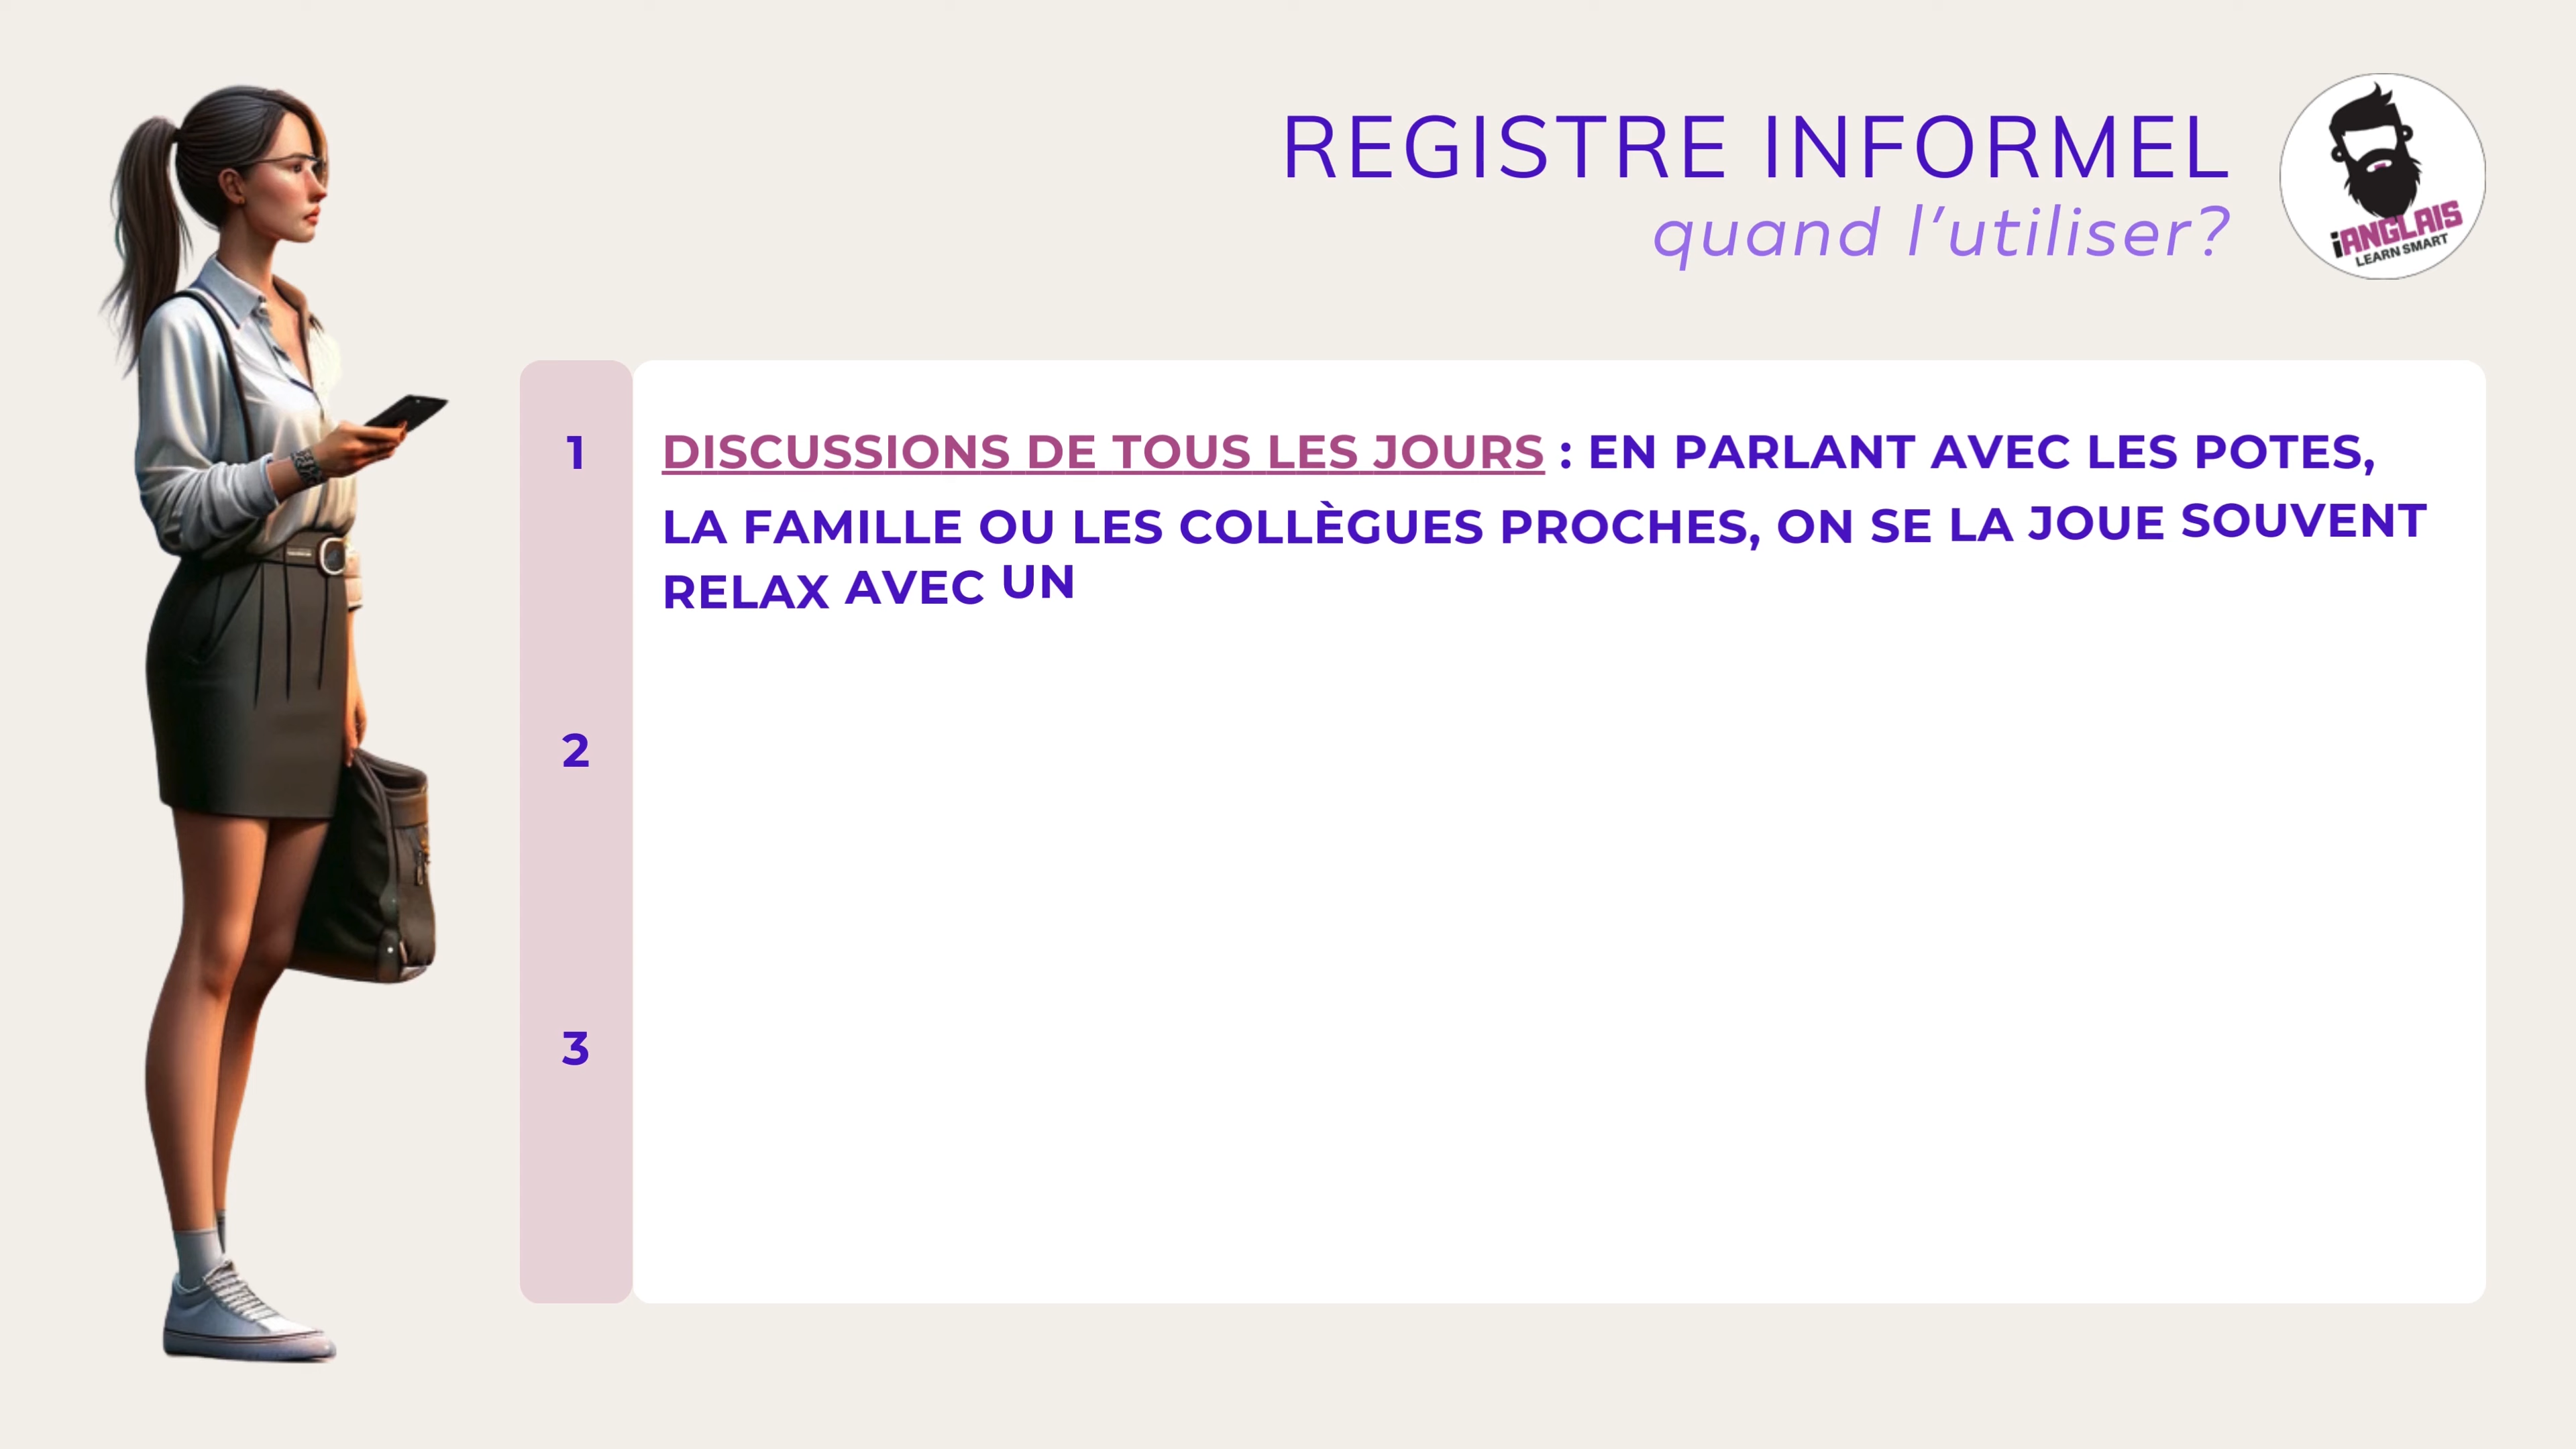 REGISTRE INFORMEL
quand l'utiliser?
iANGLAIS
LEARN SMART
1
DISCUSSIONS DE TOUS LES JOURS : EN PARLANT AVEC LES POTES,
LA FAMILLE OU LES COLLÈGUES PROCHES, ON SE LA JOUE SOUVENT
RELAX AVEC UN
2
3